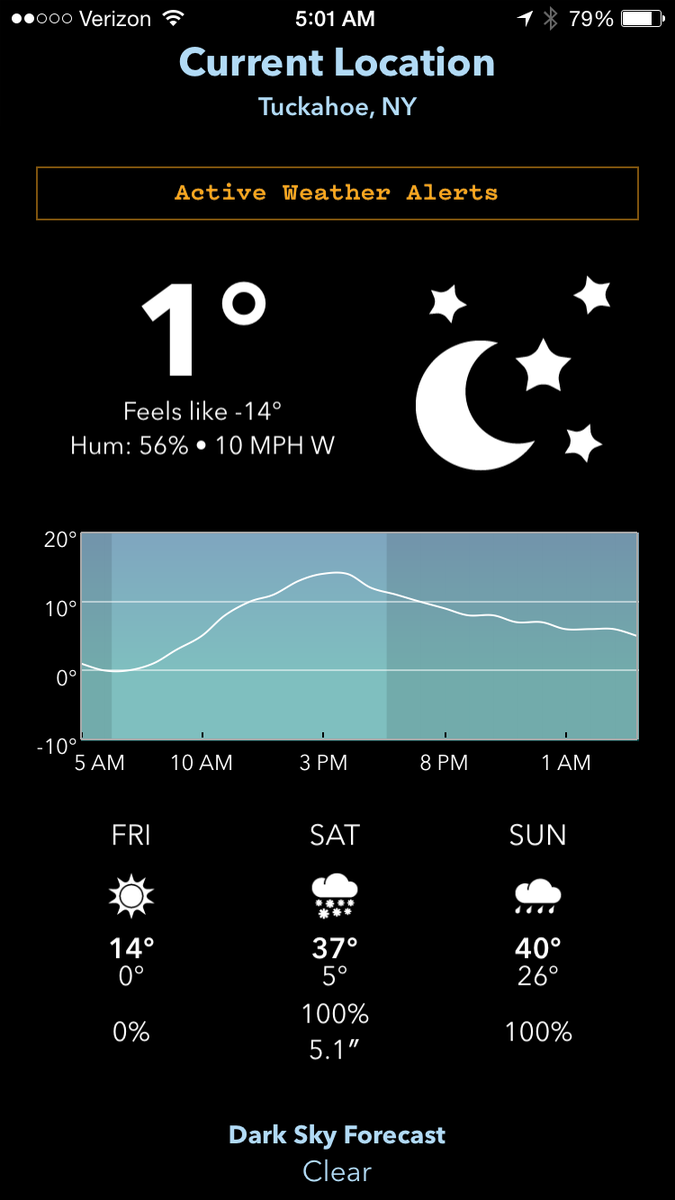 Verizon 5:01 AM 79%
Current Location
Tuckahoe, NY
Active Weather Alerts
1°
Feels like -14°
Hum: 56% • 10 MPH W
20°
10°
0°
-10°
5 AM 10 AM 3 PM 8 PM 1 AM
FRI SAT SUN
14° 37° 40°
0° 5° 26°
0% 100% 100%
5.1″
Dark Sky Forecast
Clear